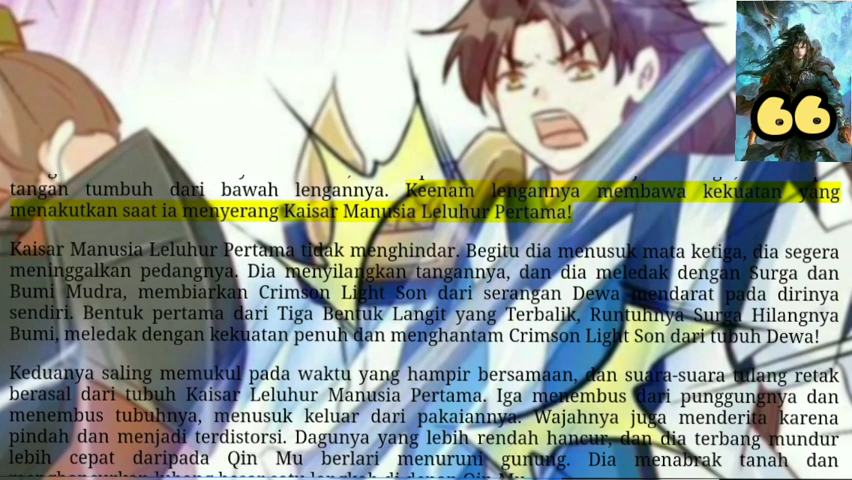 66
tangan tumbuh dari bawah lengannya. Keenam lengannya membawa kekuatan yang
menakutkan saat ia menyerang Kaisar Manusia Leluhur Pertama!
Kaisar Manusia Leluhur Pertama tidak menghindar. Begitu dia menusuk mata ketiga, dia segera
meninggalkan pedangnya. Dia menyilangkan tangannya, dan dia meledak dengan Surga dan
Bumi Mudra, membiarkan Crimson Light Son dari serangan Dewa mendarat pada dirinya
sendiri. Bentuk pertama dari Tiga Bentuk Langit yang Terbalik, Runtuhnya Surga Hilangnya
Bumi, meledak dengan kekuatan penuh dan menghantam Crimson Light Son dari tubuh Dewa!
Keduanya saling memukul pada waktu yang hampir bersamaan, dan suara-suara tulang retak
berasal dari tubuh Kaisar Leluhur Manusia Pertama. Iga menembus dari punggungnya dan
menembus tubuhnya, menusuk keluar dari pakaiannya. Wajahnya juga menderita karena
pindah dan menjadi terdistorsi. Dagunya yang lebih rendah hancur, dan dia terbang mundur
lebih cepat daripada Qin Mu berlari menuruni gunung. Dia menabrak tanah dan